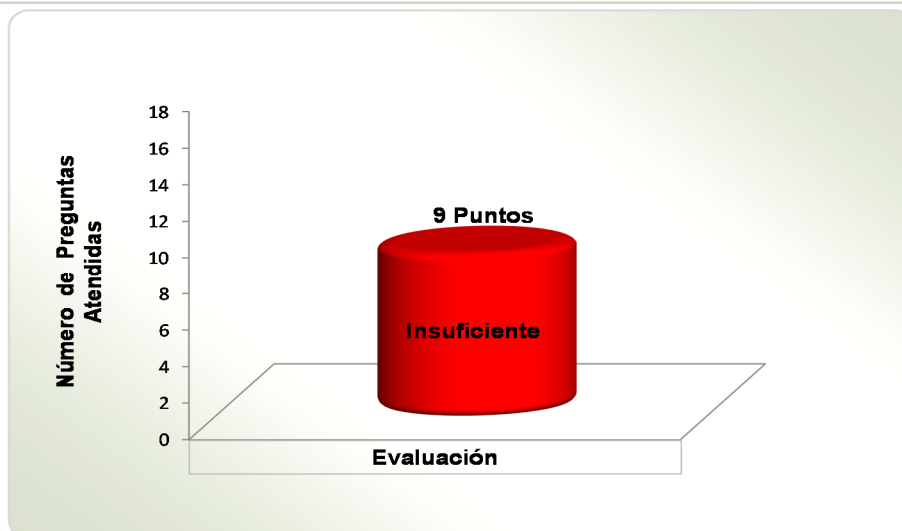 Número de Preguntas
Atendidas
18
16
14
12
10
8
6
4
2
0
9 Puntos
Insuficiente
Evaluación